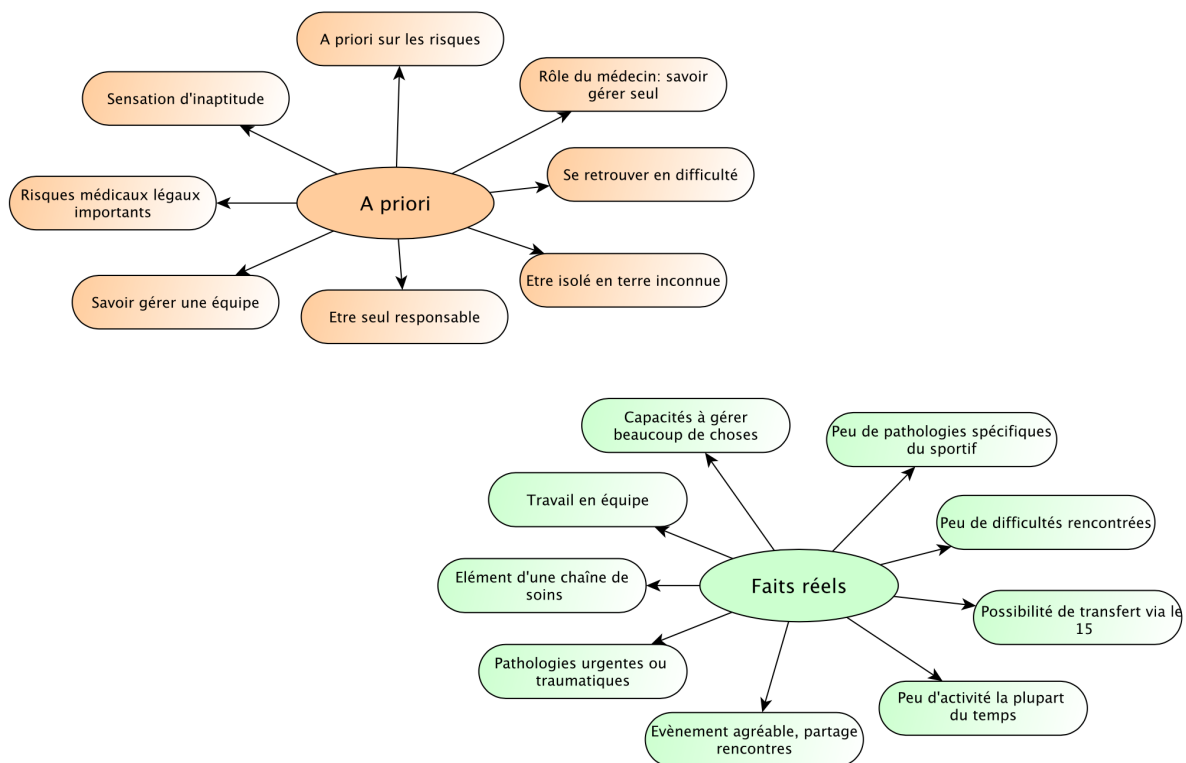 A priori sur les risques
Rôle du médecin: savoir
gérer seul
Sensation d'inaptitude
Se retrouver en difficulté
Risques médicaux légaux
importants
A priori
Etre isolé en terre inconnue
Savoir gérer une équipe
Etre seul responsable
Capacités à gérer
beaucoup de choses
Peu de pathologies spécifiques
du sportif
Travail en équipe
Peu de difficultés rencontrées
Elément d'une chaîne de
soins
Faits réels
Possibilité de transfert via le
15
Pathologies urgentes ou
traumatiques
Peu d'activité la plupart
du temps
Evènement agréable, partage
rencontres